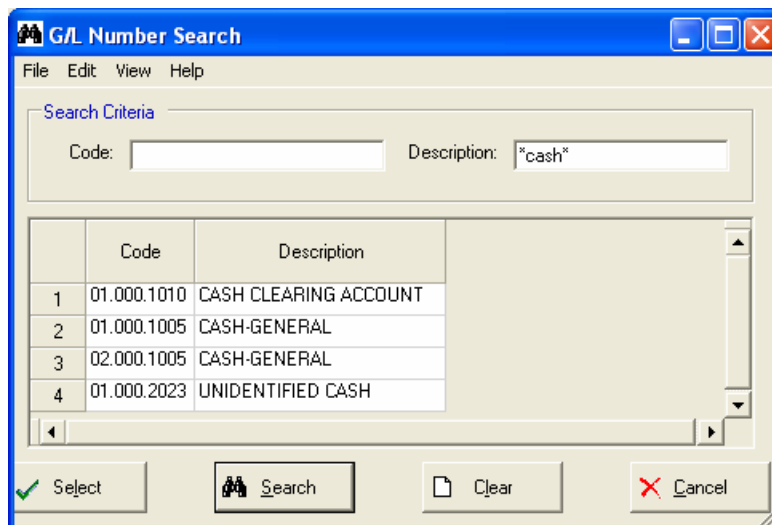 G/L Number Search
File Edit View Help
Search Criteria
Code: Description: *cash*
Code Description
1 01.000.1010 CASH CLEARING ACCOUNT
2 01.000.1005 CASH-GENERAL
3 02.000.1005 CASH-GENERAL
4 01.000.2023 UNIDENTIFIED CASH
Select Search Clear Cancel